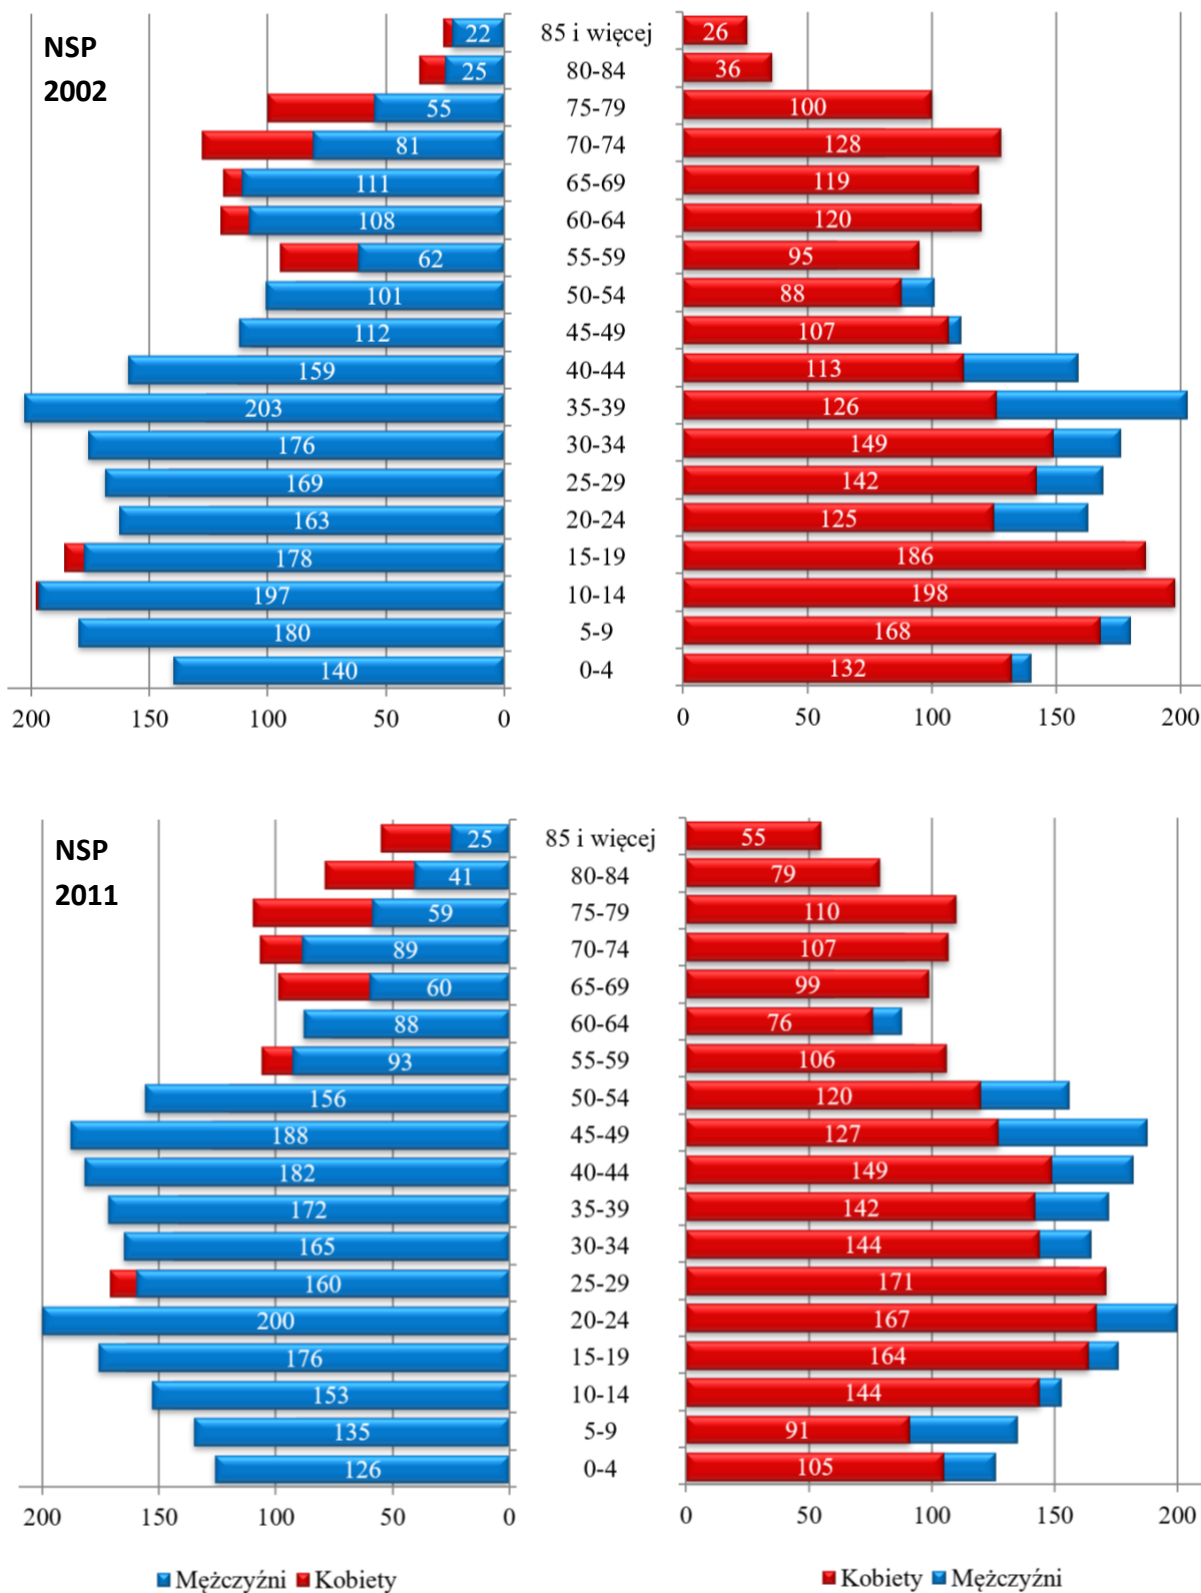 NSP
2002
22 85 i więcej 26
25 80-84 36
55 75-79 100
81 70-74 128
111 65-69 119
108 60-64 120
62 55-59 95
101 50-54 88
112 45-49 107
159 40-44 113
203 35-39 126
176 30-34 149
169 25-29 142
163 20-24 125
178 15-19 186
197 10-14 198
180 5-9 168
140 0-4 132
200 150 100 50 0 0 50 100 150 200
NSP
2011
25 85 i więcej 55
41 80-84 79
59 75-79 110
89 70-74 107
60 65-69 99
88 60-64 76
93 55-59 106
156 50-54 120
188 45-49 127
182 40-44 149
172 35-39 142
165 30-34 144
160 25-29 171
200 20-24 167
176 15-19 164
153 10-14 144
135 5-9 91
126 0-4 105
200 150 100 50 0 0 50 100 150 200
Mężczyźni Kobiety Kobiety Mężczyźni